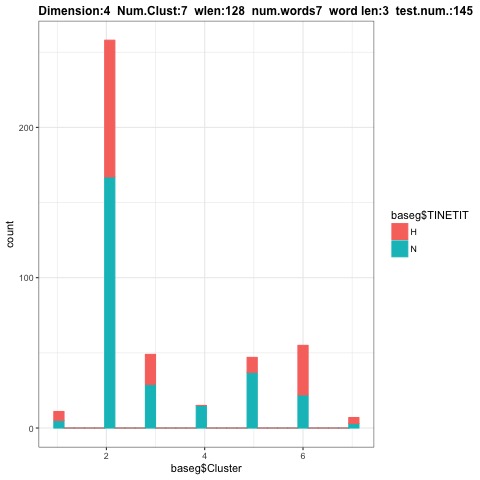 Dimension:4  Num.Clust:7  wlen:128  num.words7  word len:3  test.num.:145
200
100
0
count
2
4
6
baseg$Cluster
baseg$TINETIT
H
N